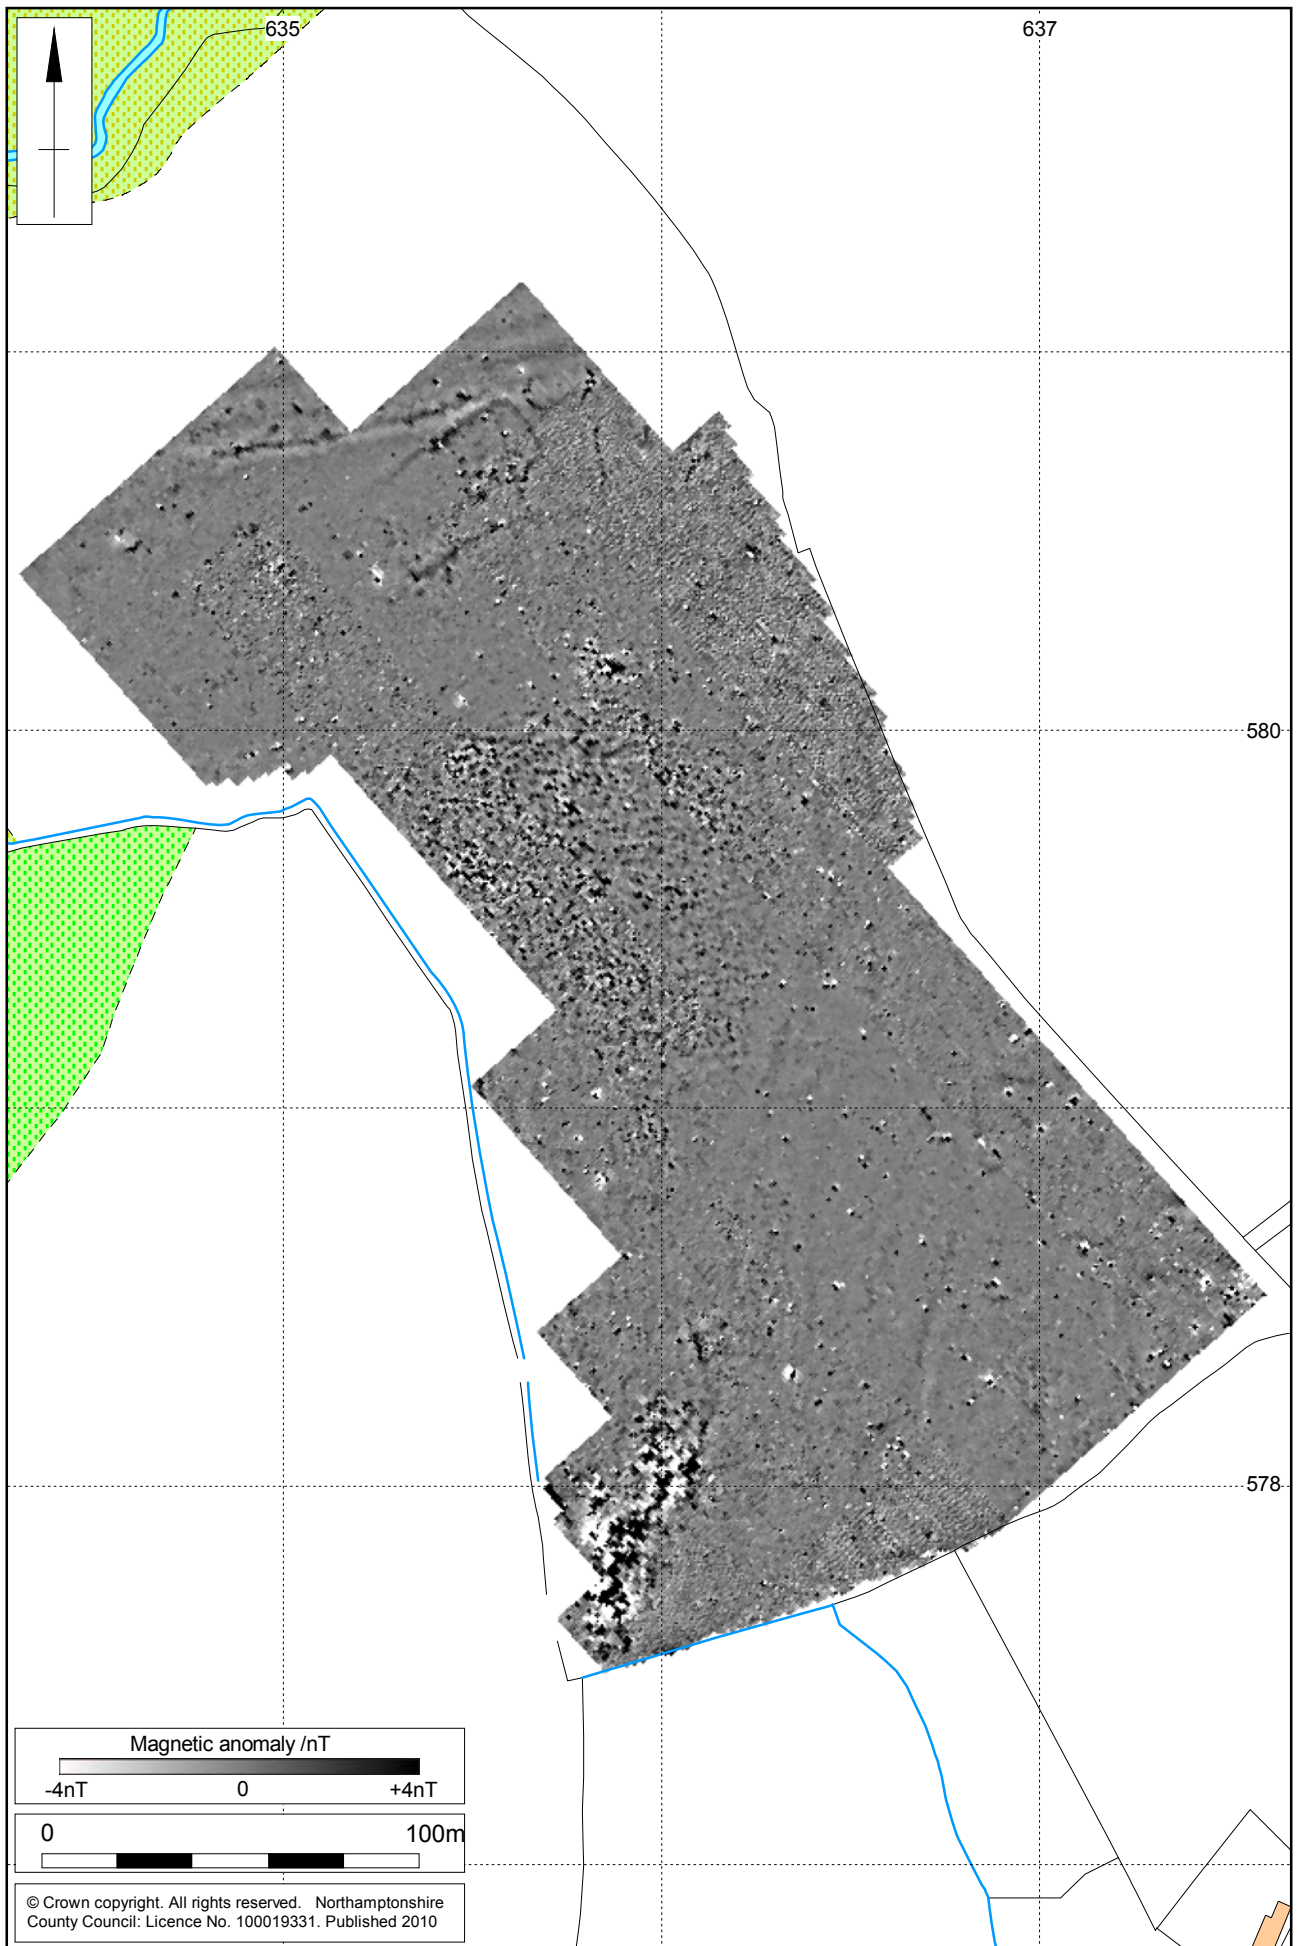 635
637
580
578
Magnetic anomaly /nT
-4nT 0 +4nT
0 100m
© Crown copyright. All rights reserved. Northamptonshire
County Council: Licence No. 100019331. Published 2010